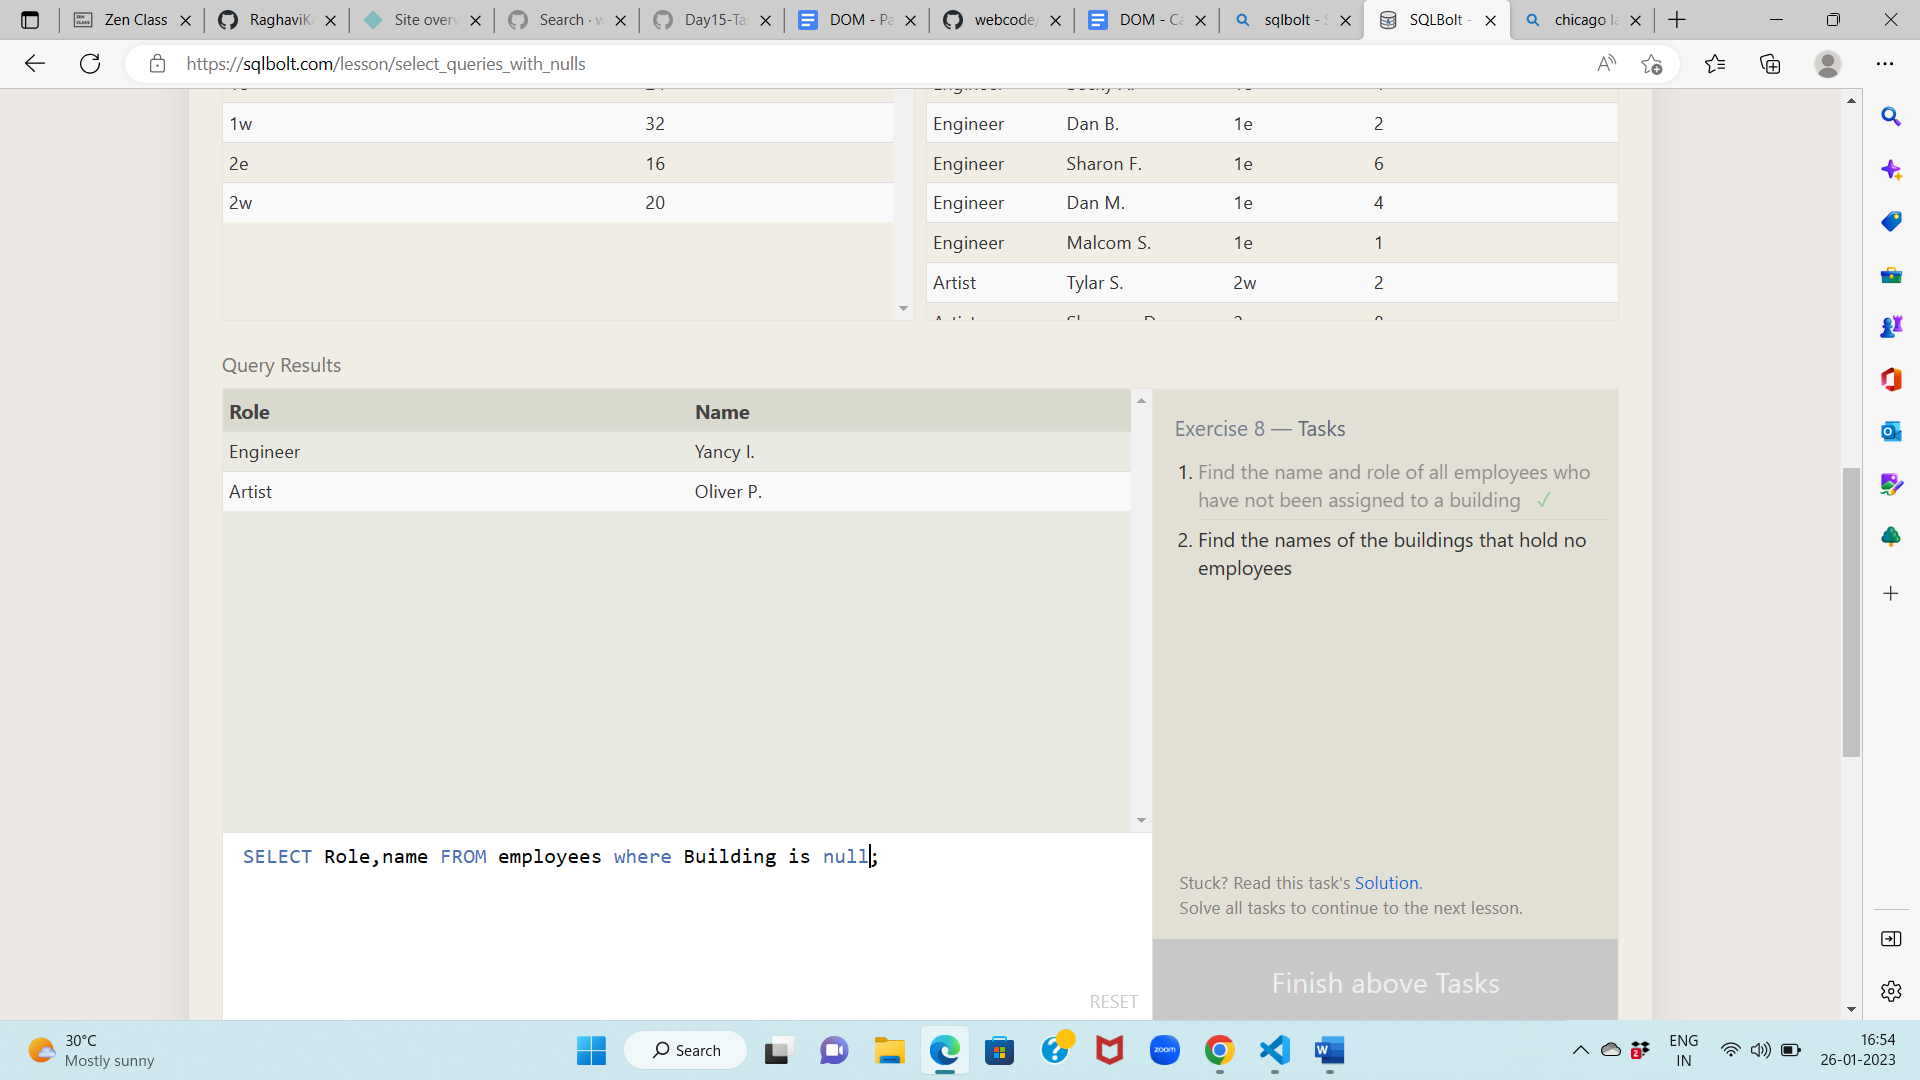 Zen Class
RaghaviKa
Site overv
Search · w
Day15-Tas
DOM - Pa
webcode/
DOM - Ca
sqlbolt - S
SQLBolt -
chicago la
https://sqlbolt.com/lesson/select_queries_with_nulls
1w 32
2e 16
2w 20
Engineer Dan B. 1e 2
Engineer Sharon F. 1e 6
Engineer Dan M. 1e 4
Engineer Malcom S. 1e 1
Artist Tylar S. 2w 2
Query Results
Role Name
Engineer Yancy I.
Artist Oliver P.
Exercise 8 — Tasks
1. Find the name and role of all employees who
have not been assigned to a building ✓
2. Find the names of the buildings that hold no
employees
SELECT Role,name FROM employees where Building is null;
RESET
Stuck? Read this task's Solution.
Solve all tasks to continue to the next lesson.
Finish above Tasks
30°C
Mostly sunny
Search
zoom
2
ENG
IN
16:54
26-01-2023